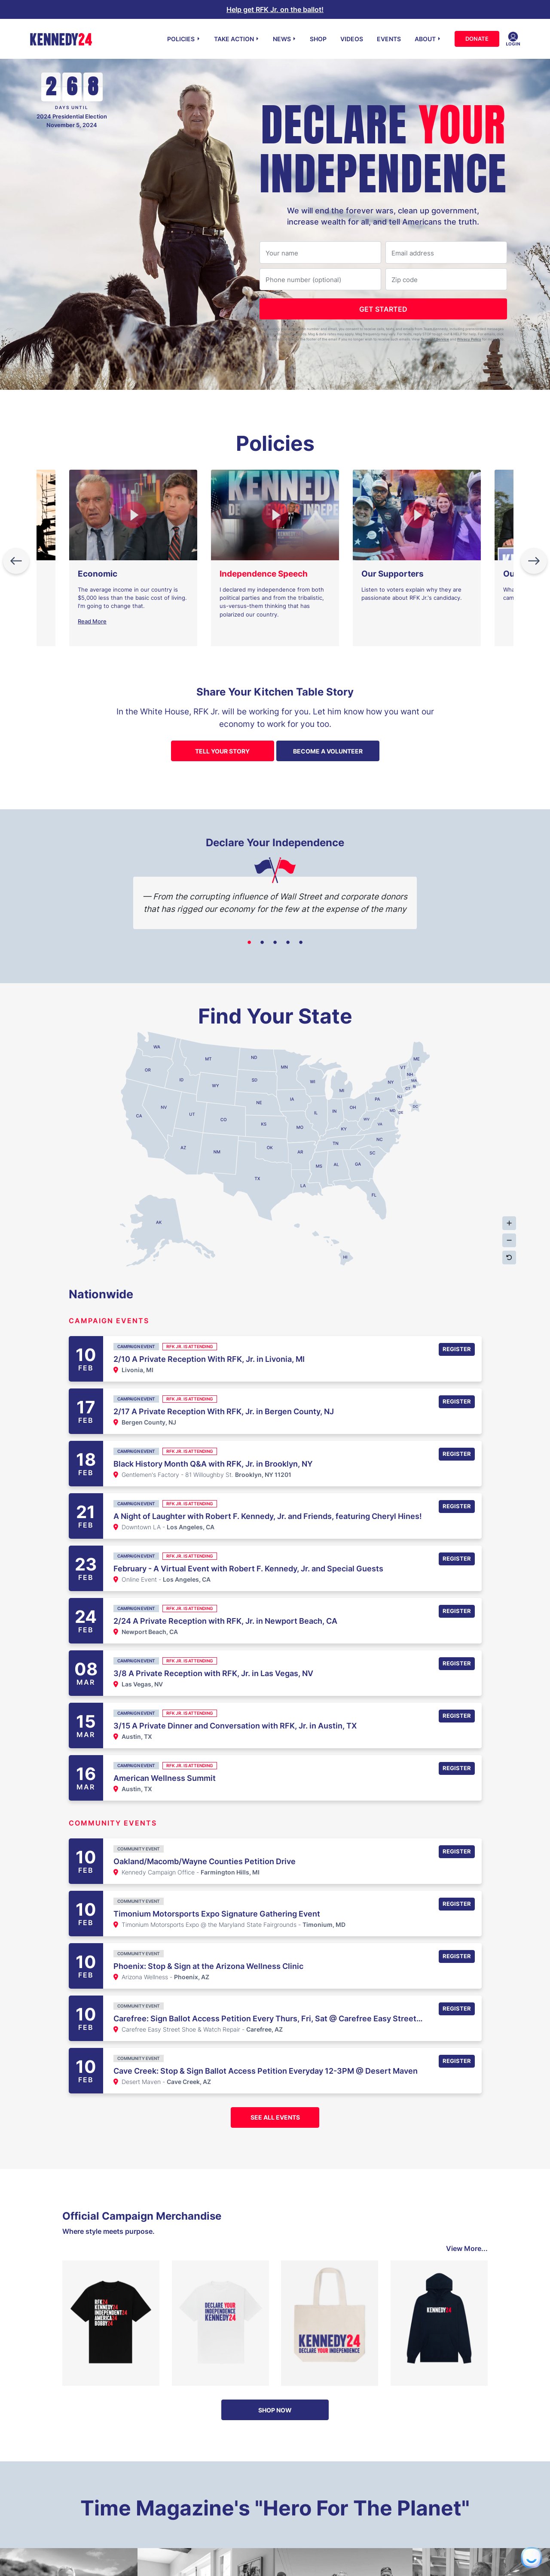 Help get RFK Jr. on the ballot!
KENNEDY24
POLICIES
TAKE ACTION
NEWS
SHOP
VIDEOS
EVENTS
ABOUT
DONATE
LOGIN
268
DAYS UNTIL
2024 Presidential Election
November 5, 2024
DECLARE YOUR
INDEPENDENCE
We will end the forever wars, clean up government,
increase wealth for all, and tell Americans the truth.
Your name
Email address
Phone number (optional)
Zip code
GET STARTED
Policies
Economic
The average income in our country is
$5,000 less than the basic cost of living.
I'm going to change that.
Read More
Independence Speech
I declared my independence from both
political parties and from the tribalistic,
us-versus-them thinking that has
polarized our country.
Our Supporters
Listen to voters explain why they are
passionate about RFK Jr.'s candidacy.
Share Your Kitchen Table Story
In the White House, RFK Jr. will be working for you. Let him know how you want our
economy to work for you too.
TELL YOUR STORY
BECOME A VOLUNTEER
Declare Your Independence
— From the corrupting influence of Wall Street and corporate donors
that has rigged our economy for the few at the expense of the many
Find Your State
WA
MT
ND
MN
ME
VT
NH
OR
ID
WY
SD
WI
MI
NY
NV
NE
IA
PA
NJ
CA
UT
CO
KS
MO
IL
IN
OH
KY
AZ
NM
OK
AR
TN
NC
SC
TX
LA
MS
AL
GA
FL
AK
HI
Nationwide
CAMPAIGN EVENTS
10
FEB
CAMPAIGN EVENT
RFK JR. IS ATTENDING
2/10 A Private Reception With RFK, Jr. in Livonia, MI
Livonia, MI
REGISTER
17
FEB
CAMPAIGN EVENT
RFK JR. IS ATTENDING
2/17 A Private Reception With RFK, Jr. in Bergen County, NJ
Bergen County, NJ
REGISTER
18
FEB
CAMPAIGN EVENT
RFK JR. IS ATTENDING
Black History Month Q&A with RFK, Jr. in Brooklyn, NY
Gentlemen's Factory - 81 Willoughby St. Brooklyn, NY 11201
REGISTER
21
FEB
CAMPAIGN EVENT
RFK JR. IS ATTENDING
A Night of Laughter with Robert F. Kennedy, Jr. and Friends, featuring Cheryl Hines!
Downtown LA - Los Angeles, CA
REGISTER
23
FEB
CAMPAIGN EVENT
RFK JR. IS ATTENDING
February - A Virtual Event with Robert F. Kennedy, Jr. and Special Guests
Online Event - Los Angeles, CA
REGISTER
24
FEB
CAMPAIGN EVENT
RFK JR. IS ATTENDING
2/24 A Private Reception with RFK, Jr. in Newport Beach, CA
Newport Beach, CA
REGISTER
08
MAR
CAMPAIGN EVENT
RFK JR. IS ATTENDING
3/8 A Private Reception with RFK, Jr. in Las Vegas, NV
Las Vegas, NV
REGISTER
15
MAR
CAMPAIGN EVENT
RFK JR. IS ATTENDING
3/15 A Private Dinner and Conversation with RFK, Jr. in Austin, TX
Austin, TX
REGISTER
16
MAR
CAMPAIGN EVENT
RFK JR. IS ATTENDING
American Wellness Summit
Austin, TX
REGISTER
COMMUNITY EVENTS
10
FEB
COMMUNITY EVENT
Oakland/Macomb/Wayne Counties Petition Drive
Kennedy Campaign Office - Farmington Hills, MI
REGISTER
10
FEB
COMMUNITY EVENT
Timonium Motorsports Expo Signature Gathering Event
Timonium Motorsports Expo @ the Maryland State Fairgrounds - Timonium, MD
REGISTER
10
FEB
COMMUNITY EVENT
Phoenix: Stop & Sign at the Arizona Wellness Clinic
Arizona Wellness - Phoenix, AZ
REGISTER
10
FEB
COMMUNITY EVENT
Carefree: Sign Ballot Access Petition Every Thurs, Fri, Sat @ Carefree Easy Street...
Carefree Easy Street Shoe & Watch Repair - Carefree, AZ
REGISTER
10
FEB
COMMUNITY EVENT
Cave Creek: Stop & Sign Ballot Access Petition Everyday 12-3PM @ Desert Maven
Desert Maven - Cave Creek, AZ
REGISTER
SEE ALL EVENTS
Official Campaign Merchandise
Where style meets purpose.
View More...
RFK24
KENNEDY24
INDEPENDENT24
AMERICA24
BOBBY24
DECLARE YOUR
INDEPENDENCE
KENNEDY24
KENNEDY24
DECLARE YOUR INDEPENDENCE
KENNEDY24
SHOP NOW
Time Magazine's "Hero For The Planet"